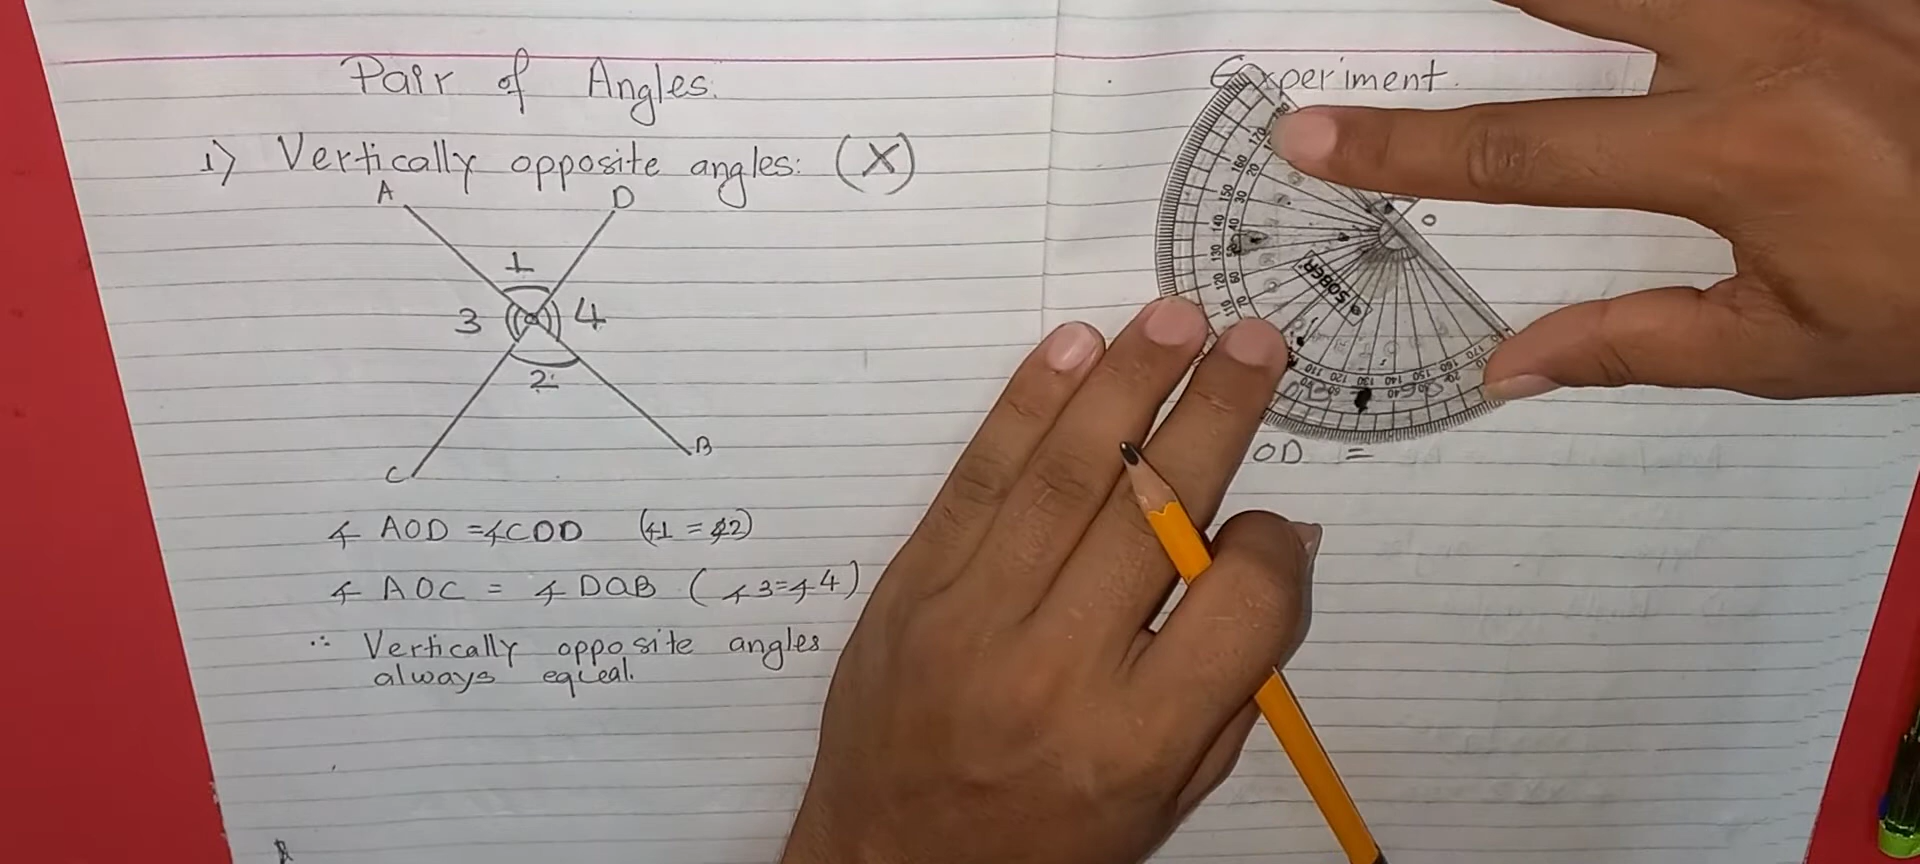 Pair of Angles.
1) Vertically opposite angles: (X)
A D
1
3 4
2
C B
∡ AOD = ∡COD (∡1 = ∡2)
∡ AOC = ∡ DOB (∡3=∡4)
∴ Vertically opposite angles
always equal.
Experiment.
O
SOBER
OD =